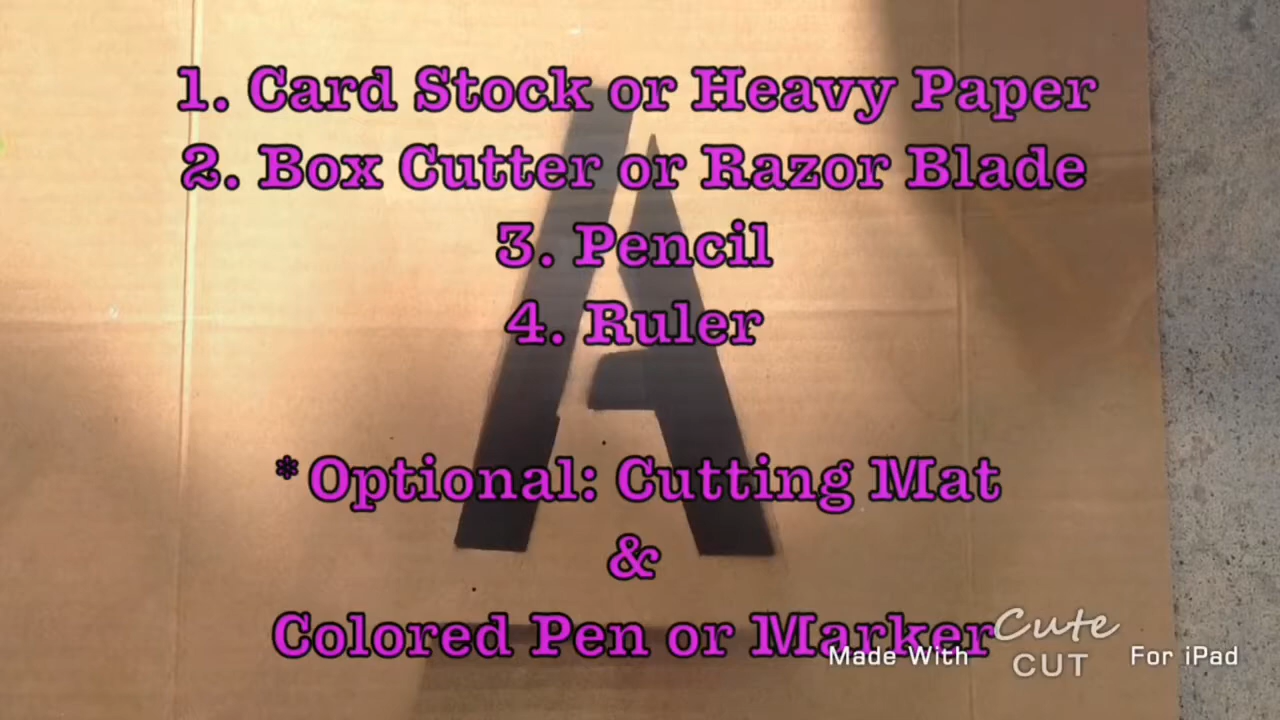 1. Card Stock or Heavy Paper
2. Box Cutter or Razor Blade
3. Pencil
4. Ruler
*Optional: Cutting Mat
&
Colored Pen or Marker
Made With Cute CUT For iPad
A